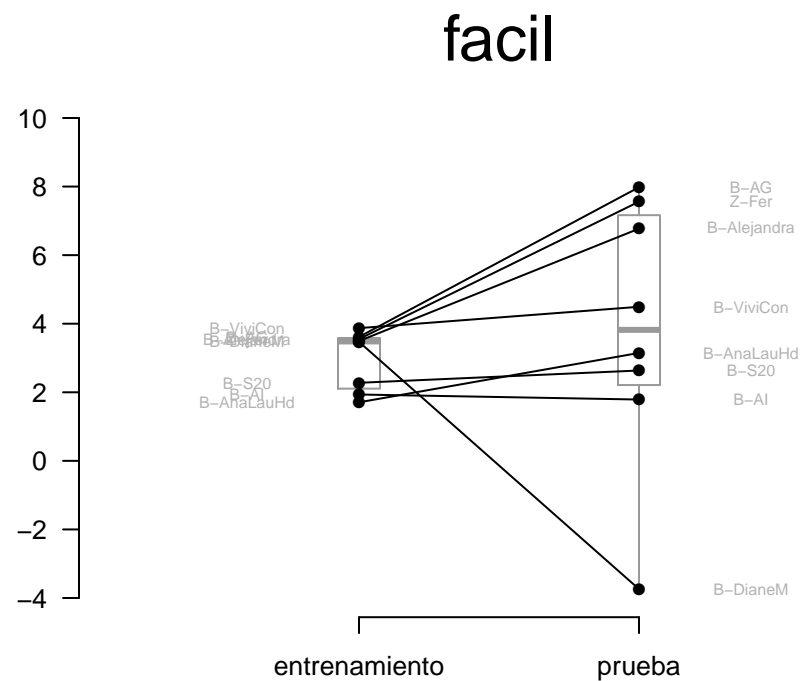 facil
10
8
6
4
2
0
−2
−4
B−ViviCon
B−DianeM
B−S20
B−AI
B−AnaLauHd
B−AG
Z−Fer
B−Alejandra
B−ViviCon
B−AnaLauHd
B−S20
B−AI
B−DianeM
entrenamiento
prueba